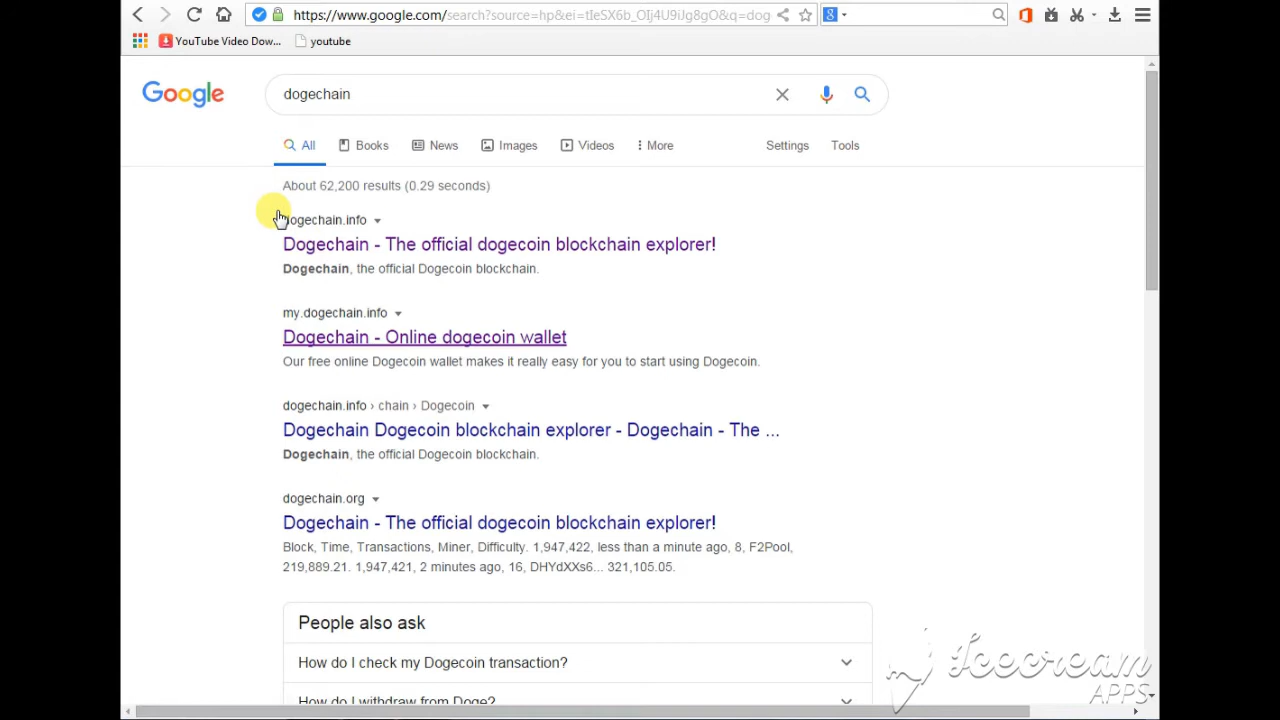 https://www.google.com/search?source=hp&ei=tIeSX6b_OIj4U9iJg8gO&q=dog
YouTube Video Dow...
youtube
Google
dogechain
All
Books
News
Images
Videos
More
Settings
Tools
About 62,200 results (0.29 seconds)
dogechain.info
Dogechain - The official dogecoin blockchain explorer!
Dogechain, the official Dogecoin blockchain.
my.dogechain.info
Dogechain - Online dogecoin wallet
Our free online Dogecoin wallet makes it really easy for you to start using Dogecoin.
dogechain.info › chain › Dogecoin
Dogechain Dogecoin blockchain explorer - Dogechain - The ...
Dogechain, the official Dogecoin blockchain.
dogechain.org
Dogechain - The official dogecoin blockchain explorer!
Block, Time, Transactions, Miner, Difficulty. 1,947,422, less than a minute ago, 8, F2Pool,
219,889.21. 1,947,421, 2 minutes ago, 16, DHYdXXs6... 321,105.05.
People also ask
How do I check my Dogecoin transaction?
How do I withdraw from Doge?
Icecream
APPS